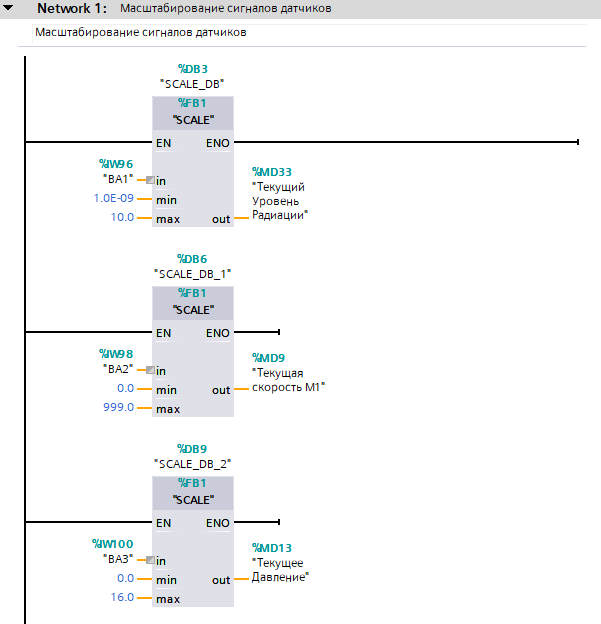 Network 1: Масштабирование сигналов датчиков
Масштабирование сигналов датчиков
%DB3
"SCALE_DB"
%FB1
"SCALE"
EN ENO
%IW96
"BA1" in
1.0E-09 min
10.0 max
out
%MD33
"Текущий
Уровень
Радиации"
%DB6
"SCALE_DB_1"
%FB1
"SCALE"
EN ENO
%IW98
"BA2" in
0.0 min
999.0 max
out
%MD9
"Текущая
скорость М1"
%DB9
"SCALE_DB_2"
%FB1
"SCALE"
EN ENO
%IW100
"BA3" in
0.0 min
16.0 max
out
%MD13
"Текущее
Давление"